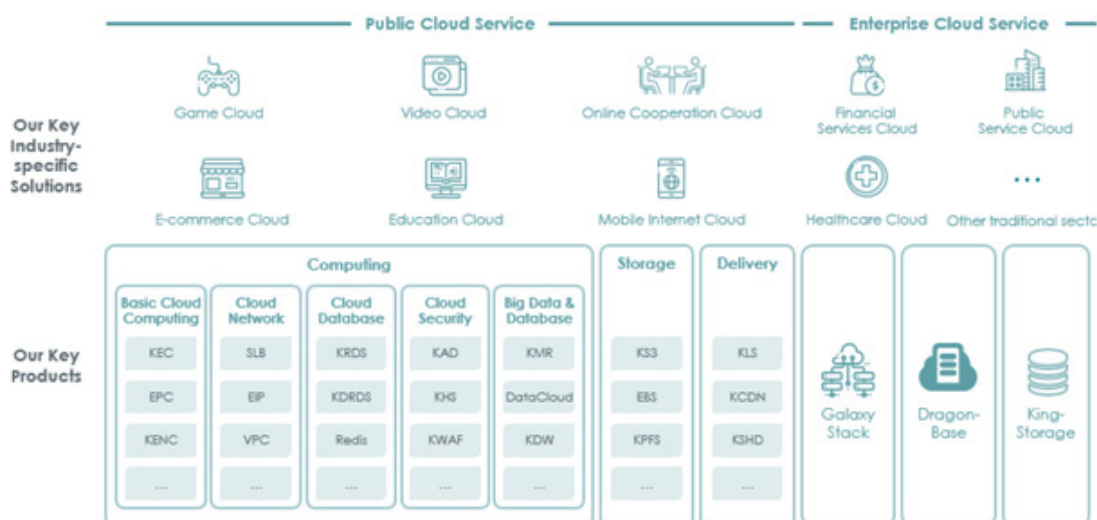 Public Cloud Service
Enterprise Cloud Service
Our Key
Industry-
specific
Solutions
Game Cloud
Video Cloud
Online Cooperation Cloud
Financial
Services Cloud
Public
Service Cloud
E-commerce Cloud
Education Cloud
Mobile Internet Cloud
Healthcare Cloud
...
Other traditional secto
Our Key
Products
Computing
Basic Cloud
Computing
KEC
EPC
KENC
...
Cloud
Network
SLB
EIP
VPC
...
Cloud
Database
KRDS
KDRDS
Redis
...
Cloud
Security
KAD
KHS
KWAF
...
Big Data &
Database
KMR
DataCloud
KDW
...
Storage
KS3
EBS
KPFS
...
Delivery
KLS
KCDN
KSHD
...
Galaxy
Stack
Dragon-
Base
King-
Storage